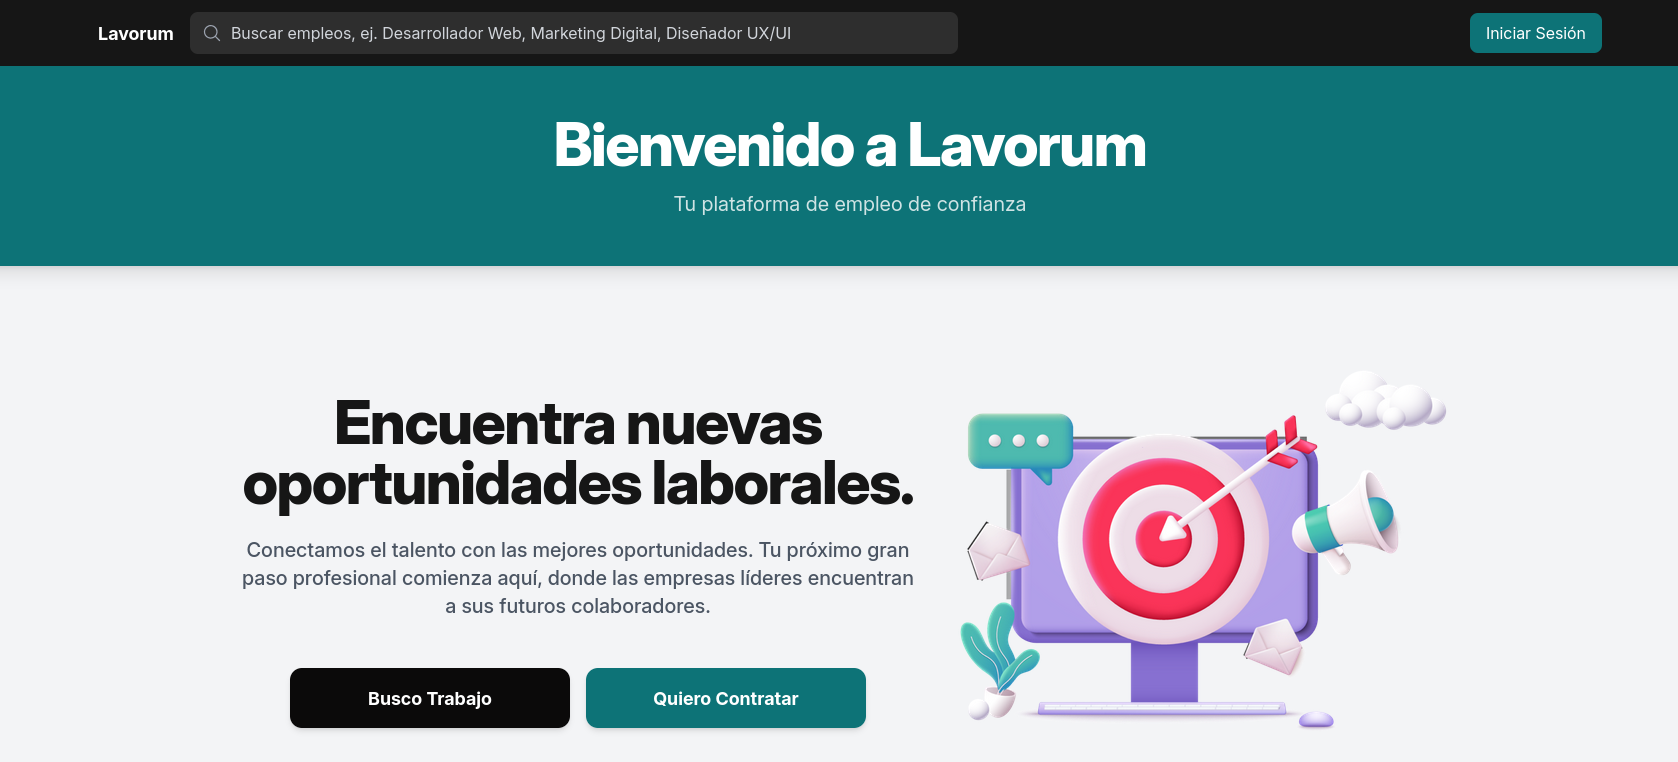 Lavorum
Buscar empleos, ej. Desarrollador Web, Marketing Digital, Diseñador UX/UI
Iniciar Sesión
Bienvenido a Lavorum
Tu plataforma de empleo de confianza
Encuentra nuevas
oportunidades laborales.
Conectamos el talento con las mejores oportunidades. Tu próximo gran
paso profesional comienza aquí, donde las empresas líderes encuentran
a sus futuros colaboradores.
Busco Trabajo
Quiero Contratar